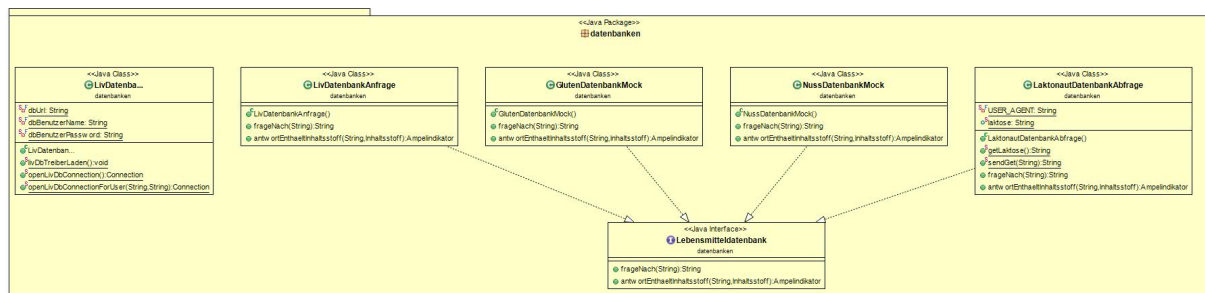 <<Java Package>>
datenbanken
<<Java Class>>
LivDatenba...
datenbanken
dbUrl: String
dbBenutzerName: String
dbBenutzerPassw ord: String
LivDatenban...
livDbTreiberLaden():void
openLivDbConnection():Connection
openLivDbConnectionForUser(String,String):Connection
<<Java Class>>
LivDatenbankAnfrage
datenbanken
LivDatenbankAnfrage()
frageNach(String):String
antw ortEnthaeltInhaltsstoff(String,Inhaltsstoff):Ampelindikator
<<Java Class>>
GlutenDatenbankMock
datenbanken
GlutenDatenbankMock()
frageNach(String):String
antw ortEnthaeltInhaltsstoff(String,Inhaltsstoff):Ampelindikator
<<Java Class>>
NussDatenbankMock
datenbanken
NussDatenbankMock()
frageNach(String):String
antw ortEnthaeltInhaltsstoff(String,Inhaltsstoff):Ampelindikator
<<Java Class>>
LaktonautDatenbankAbfrage
datenbanken
USER_AGENT: String
laktose: String
LaktonautDatenbankAbfrage()
getLaktose():String
sendGet(String):String
frageNach(String):String
antw ortEnthaeltInhaltsstoff(String,Inhaltsstoff):Ampelindikator
<<Java Interface>>
Lebensmitteldatenbank
datenbanken
frageNach(String):String
antw ortEnthaeltInhaltsstoff(String,Inhaltsstoff):Ampelindikator